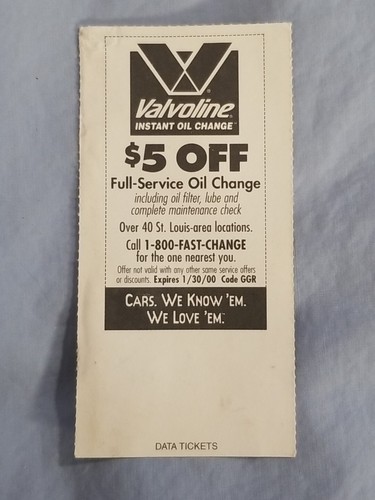 Valvoline®
INSTANT OIL CHANGE™
$5 OFF
Full-Service Oil Change
including oil filter, lube and
complete maintenance check
Over 40 St. Louis-area locations.
Call 1-800-FAST-CHANGE
for the one nearest you.
Offer not valid with any other same service offers
or discounts. Expires 1/30/00 Code GGR
CARS. WE KNOW 'EM.
WE LOVE 'EM.™
DATA TICKETS